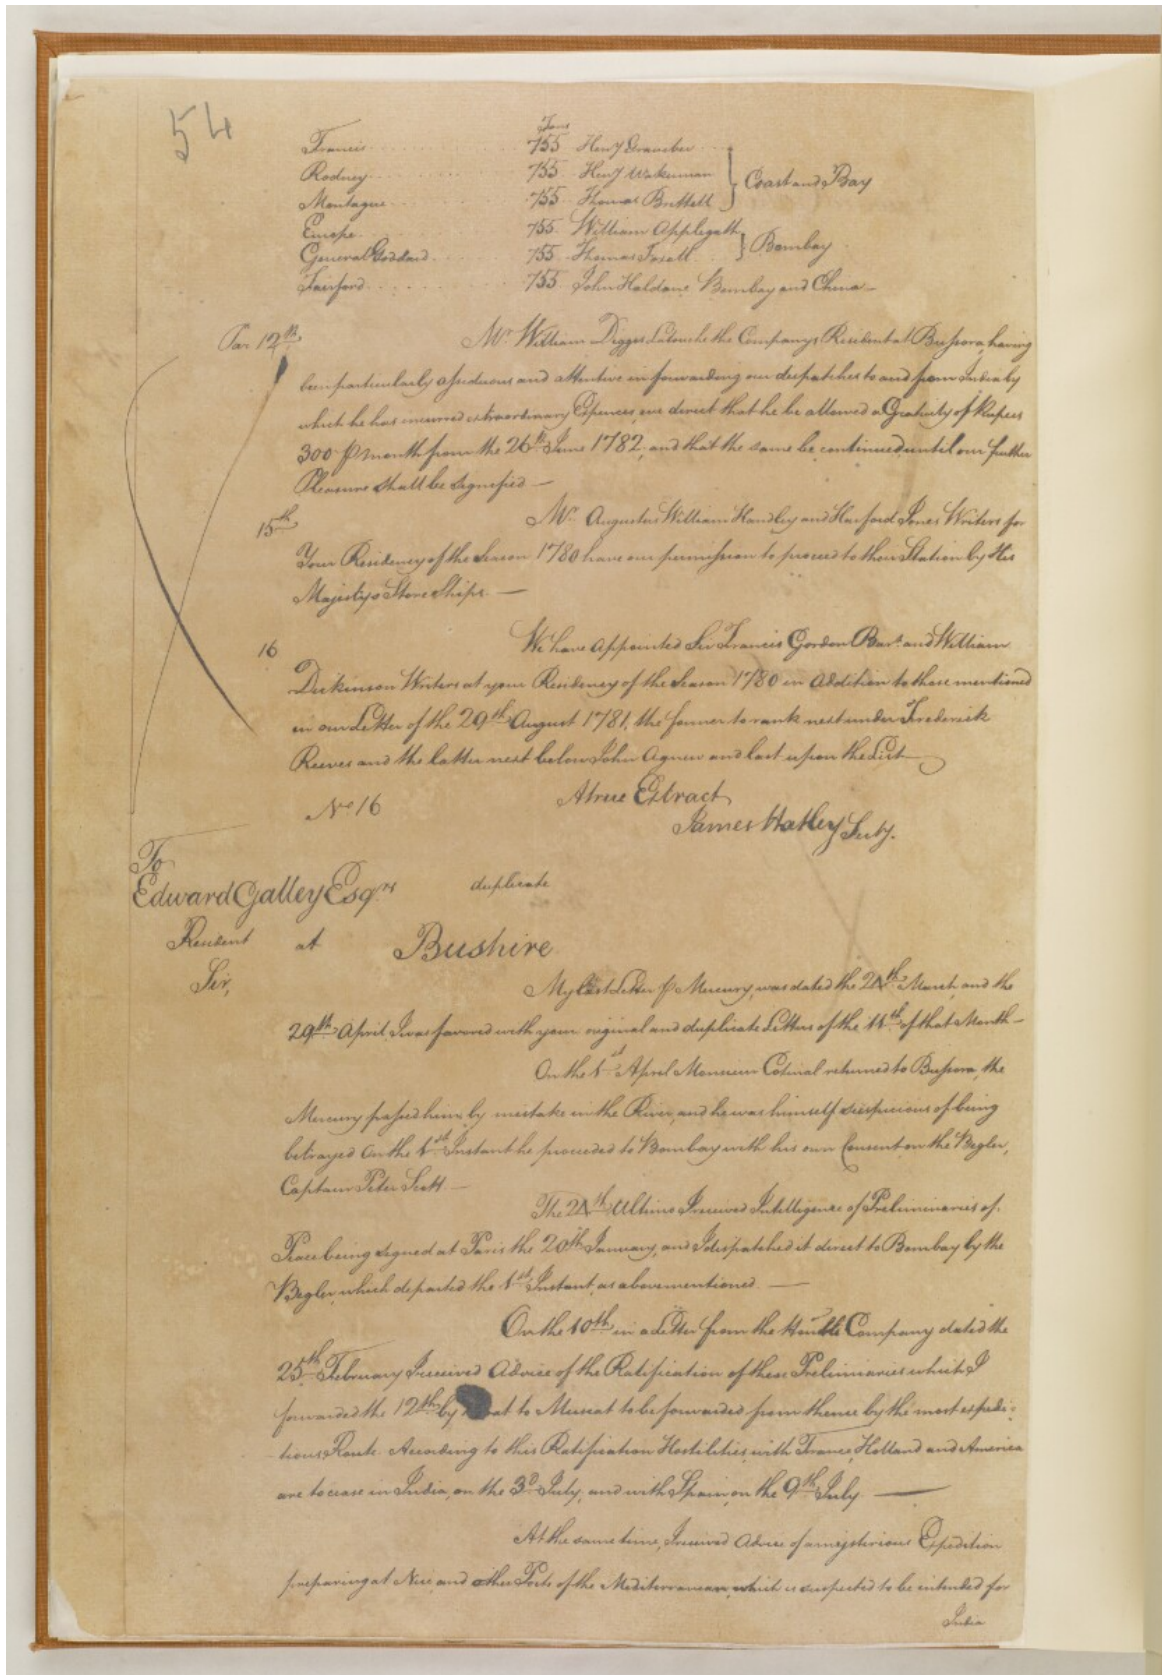 54
Tons
Francis 755 Hen.y Grueber
Rodney 755 Hen.y Wakeman
Montague 755 Thomas Brettell } Coast and Bay
Europe 755 William Applegath
General Goddard 755 Thomas Foxall } Bombay
Fairford 755 John Haldane Bombay and China
Par 12th Mr William Digges Latouche the Companys Resident at Bussora, having
been particularly assiduous and attentive in forwarding our despatches to and from India by
which he has incurred extraordinary Expences, we direct that he be allowed a Gratuity of Rupees
300 P month from the 26th June 1782, and that the same be continued until our further
Pleasure shall be signified —
15th Mr Augustus William Handley and Harford Jones Writers for
Your Residency of the Season 1780 have our permission to proceed to their Station by His
Majesty's Store Ships. —
16 We have appointed Sir Francis Gordon Bart and William
Dickinson Writers at your Residency of the Season 1780 in Addition to those mentioned
in our Letter of the 29th August 1781, the former to rank next under Frederick
Reeves and the latter next below John Agnew and last upon the List
No 16 A true Extract
James Hatley Secty.
To
Edward Galley Esqre duplicate
Resident at Bushire
Sir,
My last Letter P Mercury, was dated the 24th March, and the
29th April I was favored with your original and duplicate Letters of the 11th of that Month —
On the 1st April Monsieur Cotinal returned to Bussora, the
Mercury passed him by mistake in the River, and he was himself suspicious of being
betrayed. On the 1st Instant he proceeded to Bombay with his own Consent on the Begler,
Captain Peter Scott. —
The 24th Ultimo I received Intelligence of Preliminaries of
Peace being signed at Paris the 20th January, and I dispatched it direct to Bombay by the
Begler, which departed the 1st Instant, as abovementioned. —
On the 10th in a Letter from the Honble Company dated the
25th February I received Advice of the Ratification of these Preliminaries which I
forwarded the 12th by at to Muscat to be forwarded from thence by the most expedi-
-tious Route. According to this Ratification Hostilities, with France, Holland and America
are to cease in India, on the 3d July, and with Spain, on the 9th July. —
At the same time, I received Advice of a mysterious Expedition
preparing at Nice, and other Ports of the Mediterranean, which is suspected to be intended for
India